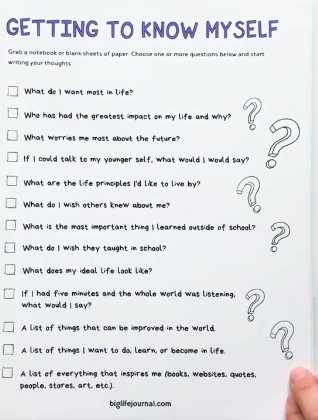 GETTING TO KNOW MYSELF
Grab a notebook or blank sheets of paper. Choose one or more questions below and start
writing your thoughts.
What do I want most in life?
Who has had the greatest impact on my life and why?
What worries me most about the future?
If I could talk to my younger self, what would I would say?
What are the life principles I'd like to live by?
What do I wish others knew about me?
What is the most important thing I learned outside of school?
What do I wish they taught in school?
What does my ideal life look like?
If I had five minutes and the whole world was listening,
what would I say?
A list of things that can be improved in the world.
A list of things I want to do, learn, or become in life.
A list of everything that inspires me (books, websites, quotes,
people, stores, art, etc.).
biglifejournal.com